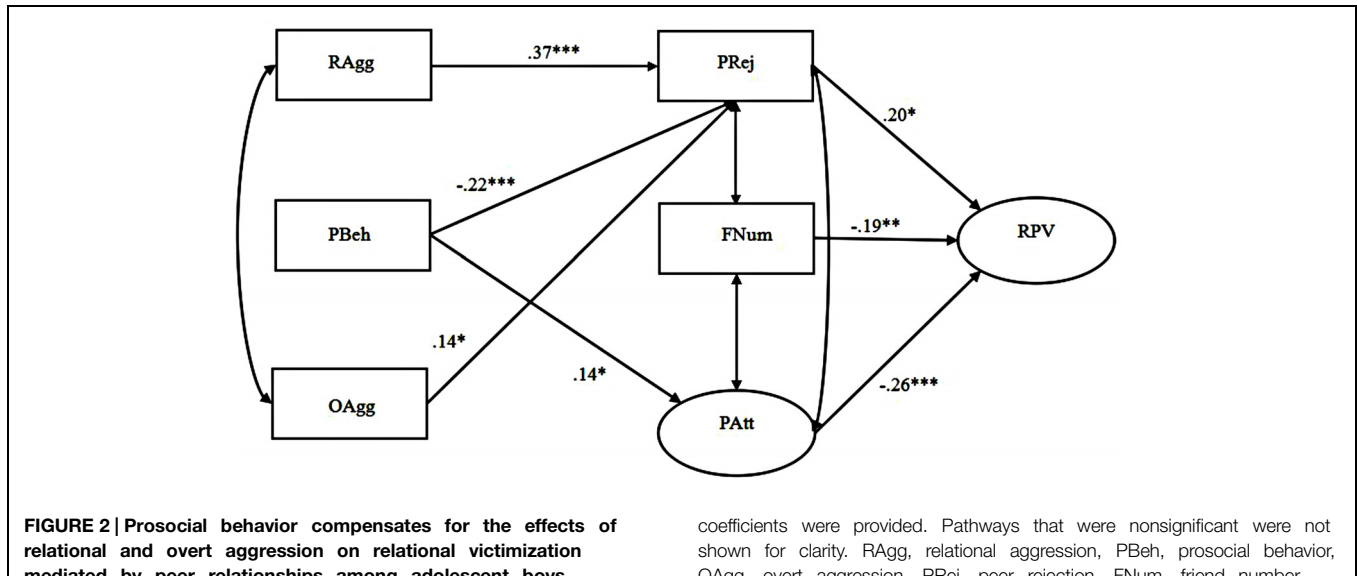 RAgg
.37***
PRej
.20*
-.22***
PBeh
FNum
-.19**
RPV
.14*
.14*
-.26***
OAgg
PAtt
FIGURE 2 | Prosocial behavior compensates for the effects of
relational and overt aggression on relational victimization
mediated by peer relationships among adolescent boys.
coefficients were provided. Pathways that were nonsignificant were not
shown for clarity. RAgg, relational aggression, PBeh, prosocial behavior,
OAgg, overt aggression, PRej, peer rejection, FNum, friend number,